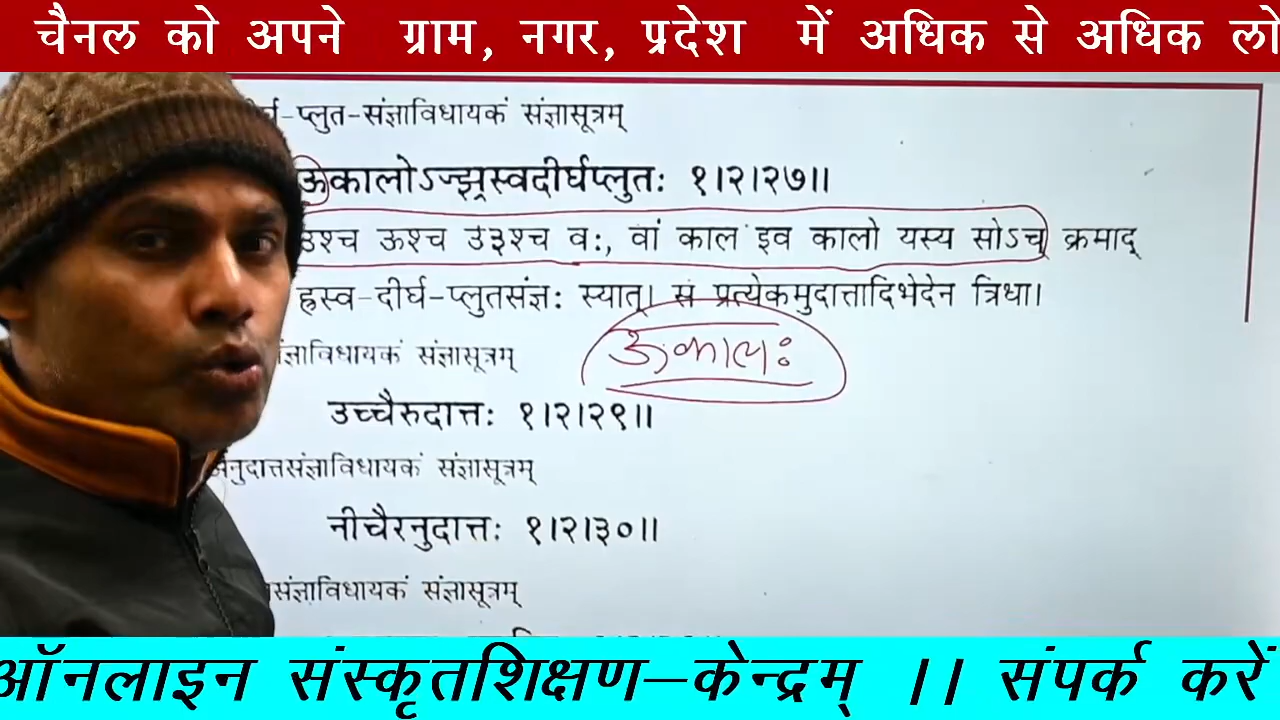 चैनल को अपने ग्राम, नगर, प्रदेश में अधिक से अधिक लो
-प्लुत-संज्ञाविधायकं संज्ञासूत्रम्
ऊकालोऽज्झ्रस्वदीर्घप्लुतः १।२।२७॥
उश्च ऊश्च उ३श्च वः, वां काल इव कालो यस्य सोऽच् क्रमाद्
ह्रस्व-दीर्घ-प्लुतसंज्ञः स्यात्। स प्रत्येकमुदात्तादिभेदेन त्रिधा।
संज्ञाविधायकं संज्ञासूत्रम्
ऊकालः
उच्चैरुदात्तः १।२।२९॥
अनुदात्तसंज्ञाविधायकं संज्ञासूत्रम्
नीचैरनुदात्तः १।२।३०॥
संज्ञाविधायकं संज्ञासूत्रम्
ऑनलाइन संस्कृतशिक्षण-केन्द्रम् ।। संपर्क करें